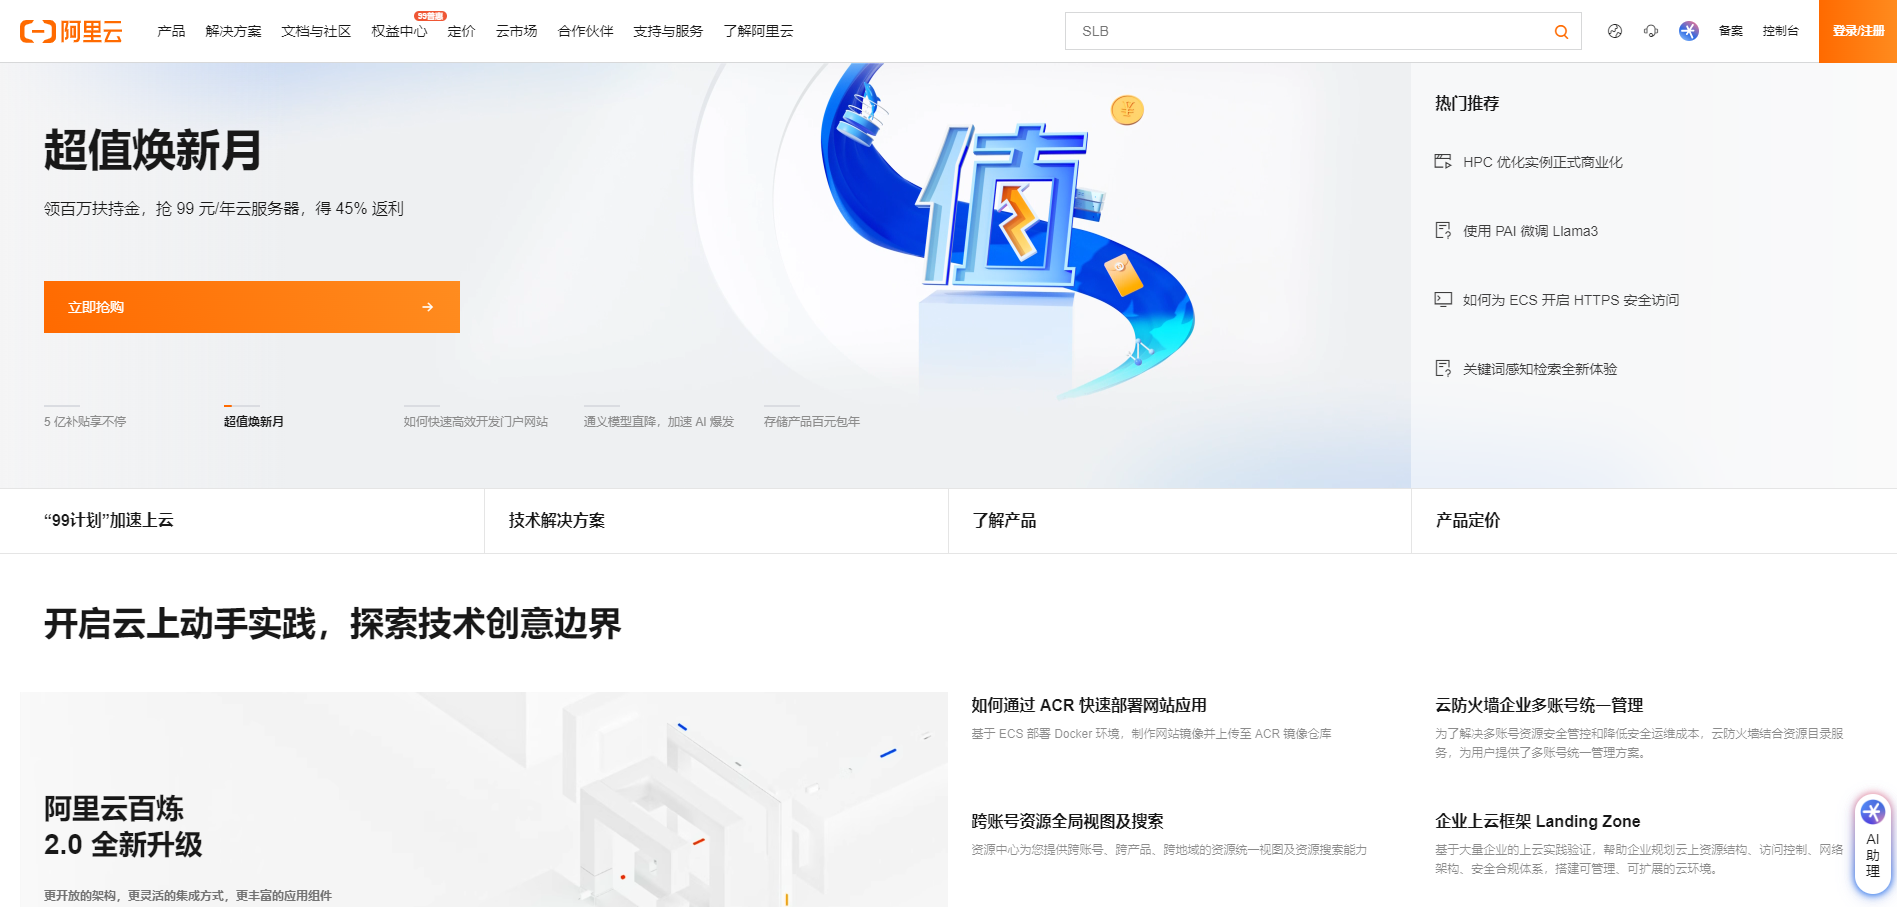 阿里云
产品
解决方案
文档与社区
权益中心
99普惠
定价
云市场
合作伙伴
支持与服务
了解阿里云
SLB
备案
控制台
登录/注册
超值焕新月
领百万扶持金，抢 99 元/年云服务器，得 45% 返利
立即抢购
值
5 亿补贴享不停
超值焕新月
如何快速高效开发门户网站
通义模型直降，加速 AI 爆发
存储产品百元包年
热门推荐
HPC 优化实例正式商业化
使用 PAI 微调 Llama3
如何为 ECS 开启 HTTPS 安全访问
关键词感知检索全新体验
“99计划”加速上云
技术解决方案
了解产品
产品定价
开启云上动手实践，探索技术创意边界
阿里云百炼
2.0 全新升级
更开放的架构，更灵活的集成方式，更丰富的应用组件
如何通过 ACR 快速部署网站应用
基于 ECS 部署 Docker 环境，制作网站镜像并上传至 ACR 镜像仓库
云防火墙企业多账号统一管理
为了解决多账号资源安全管控和降低安全运维成本，云防火墙结合资源目录服
务，为用户提供了多账号统一管理方案。
跨账号资源全局视图及搜索
资源中心为您提供跨账号、跨产品、跨地域的资源统一视图及资源搜索能力
企业上云框架 Landing Zone
基于大量企业的上云实践验证，帮助企业规划云上资源结构、访问控制、网络
架构、安全合规体系，搭建可管理、可扩展的云环境。
AI
助
理